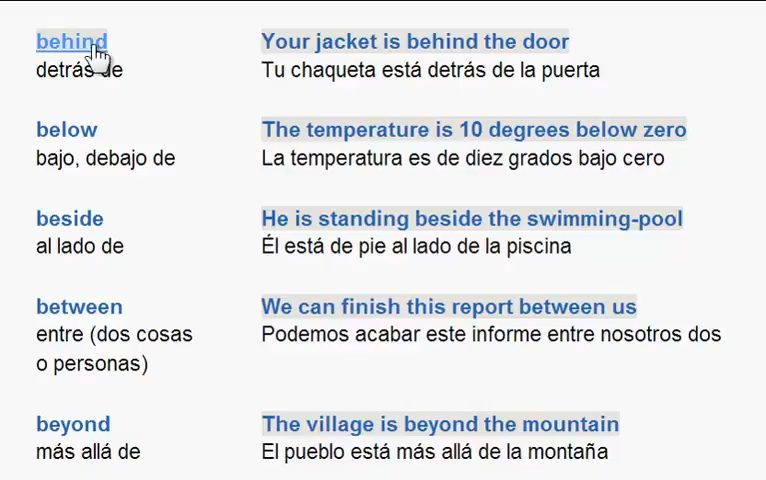 behind
Your jacket is behind the door
detrás de
Tu chaqueta está detrás de la puerta
below
The temperature is 10 degrees below zero
bajo, debajo de
La temperatura es de diez grados bajo cero
beside
He is standing beside the swimming-pool
al lado de
Él está de pie al lado de la piscina
between
We can finish this report between us
entre (dos cosas
Podemos acabar este informe entre nosotros dos
o personas)
beyond
The village is beyond the mountain
más allá de
El pueblo está más allá de la montaña